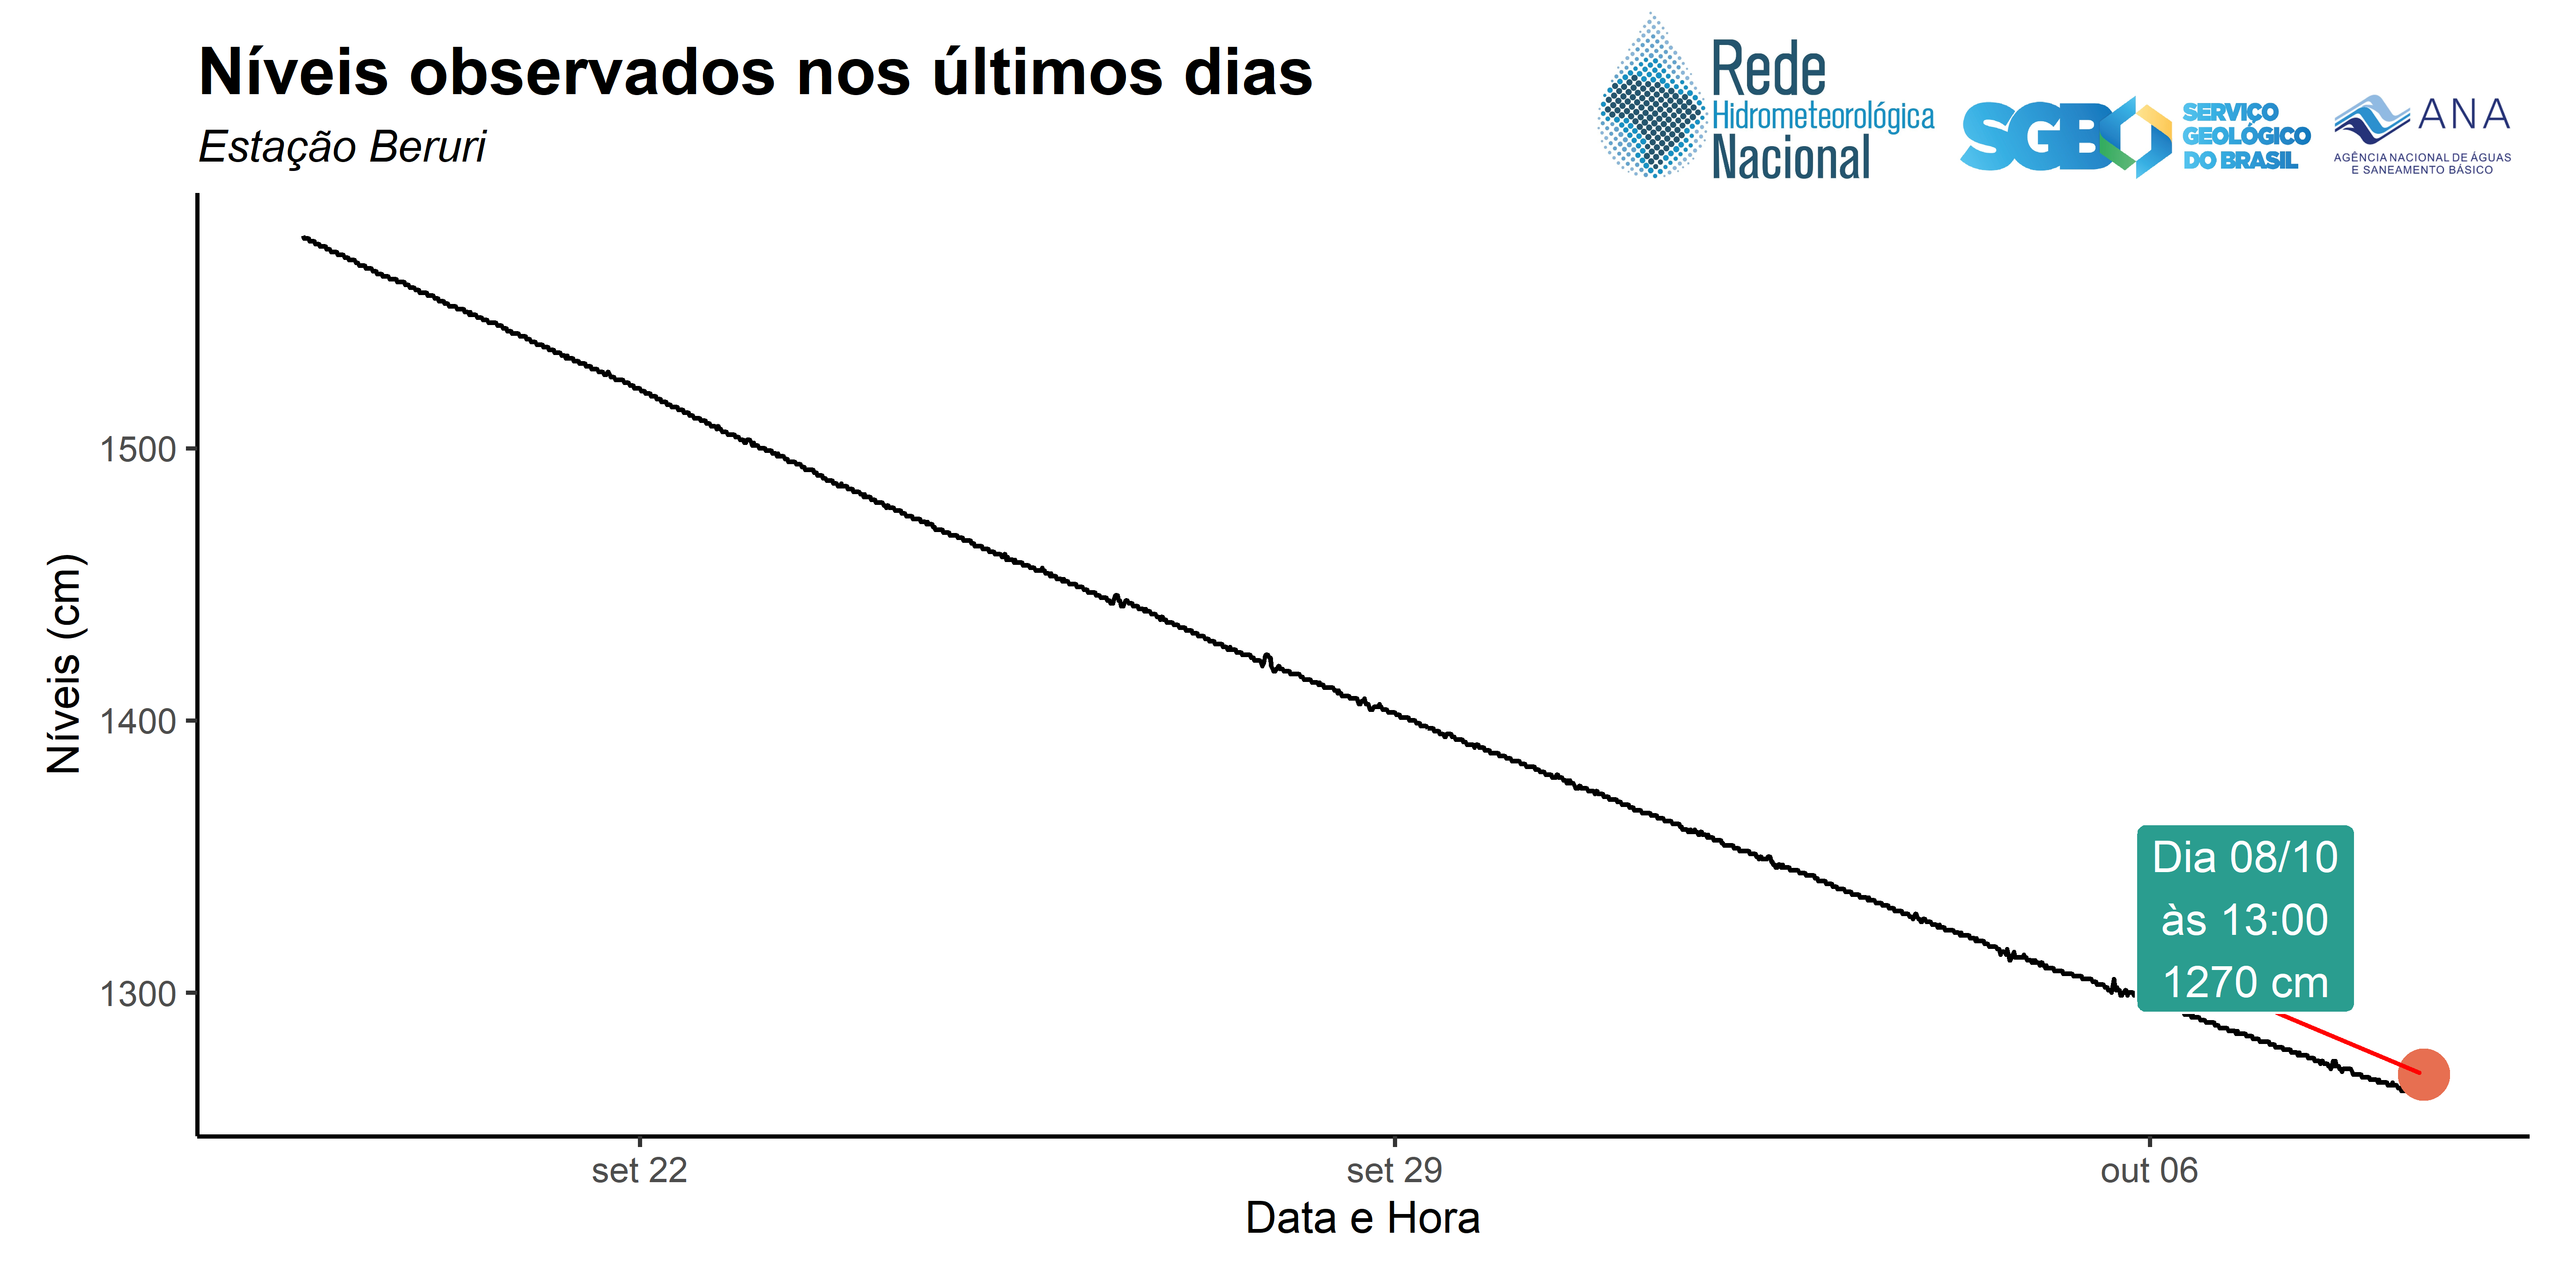 Níveis observados nos últimos dias
Estação Beruri
Rede
Hidrometeorológica
Nacional
SGB
SERVIÇO
GEOLÓGICO
DO BRASIL
ANA
AGÊNCIA NACIONAL DE ÁGUAS
E SANEAMENTO BÁSICO
Níveis (cm)
1500
1400
1300
Dia 08/10
às 13:00
1270 cm
set 22
set 29
out 06
Data e Hora